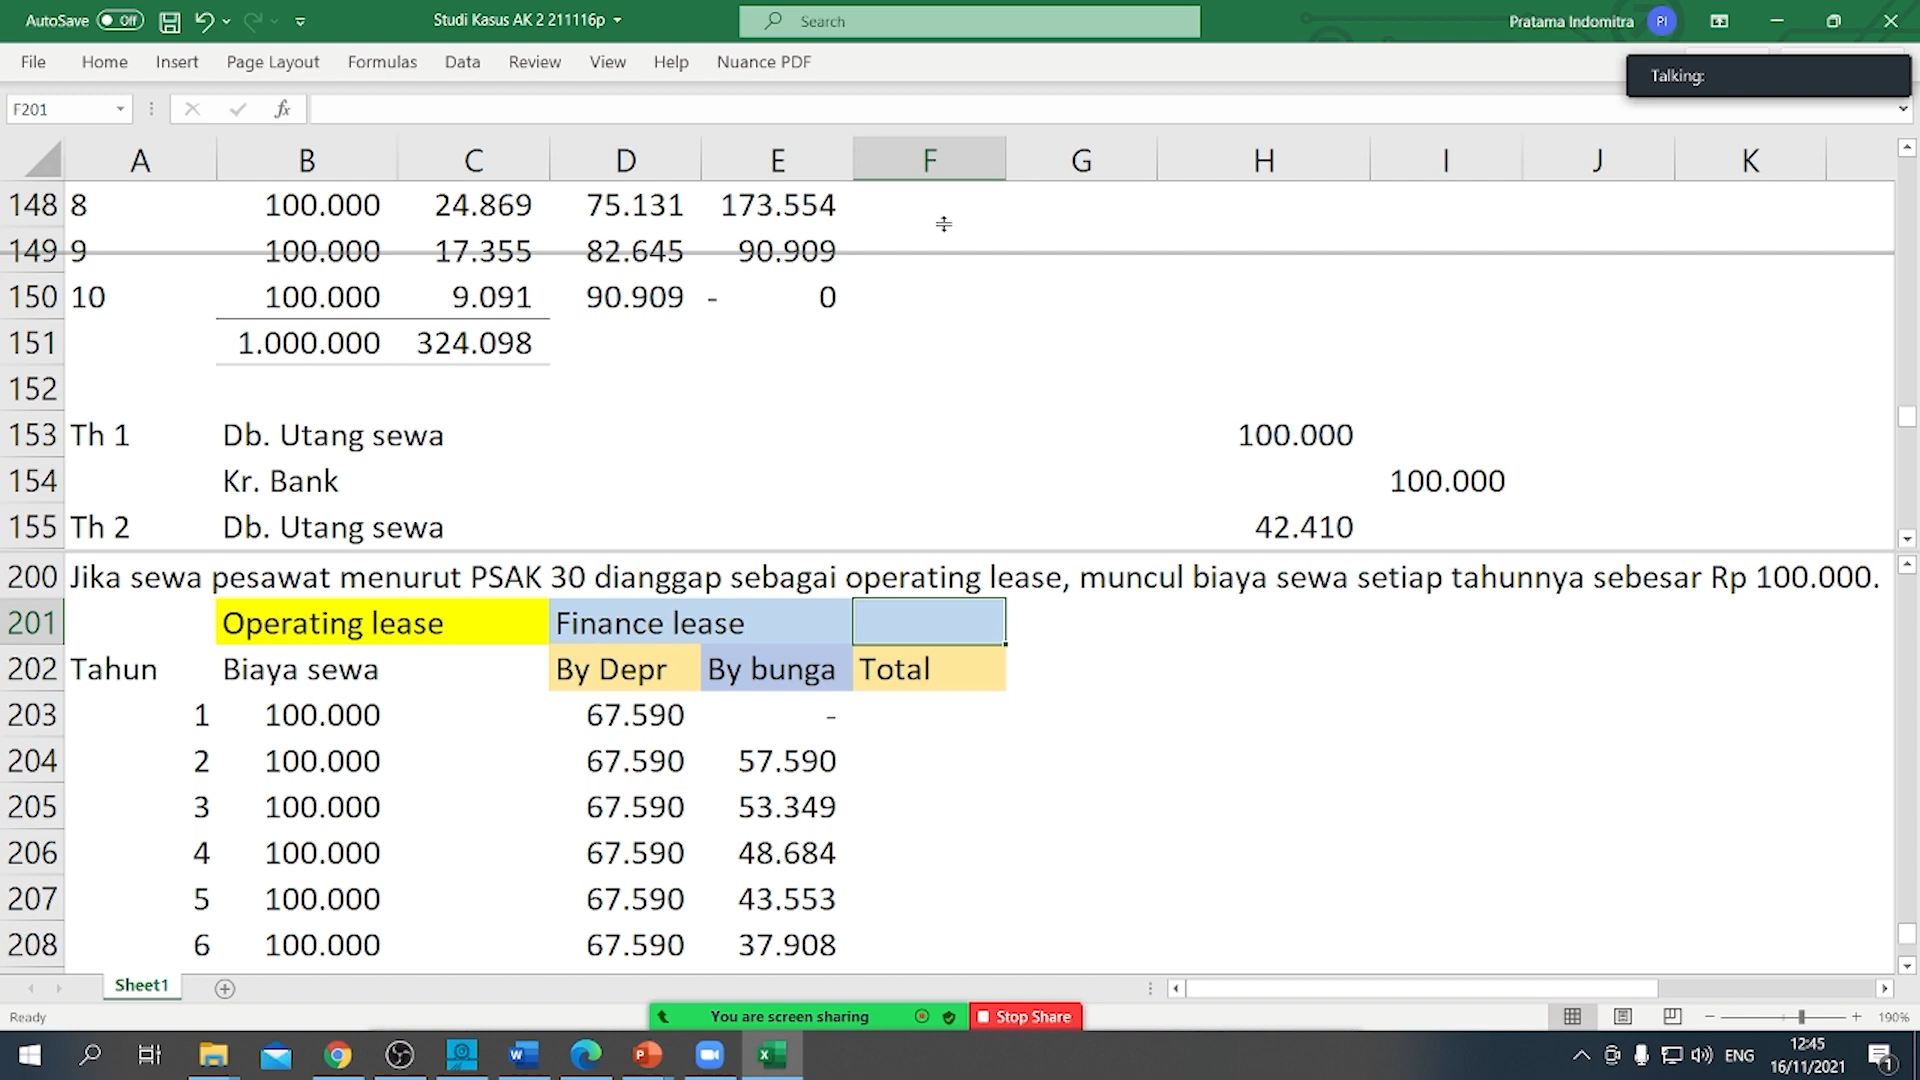 AutoSave Off Studi Kasus AK 2 211116p Search Pratama Indomitra PI
File Home Insert Page Layout Formulas Data Review View Help Nuance PDF
Talking:
F201 fx
A B C D E F G H I J K
148 8 100.000 24.869 75.131 173.554
149 9 100.000 17.355 82.645 90.909
150 10 100.000 9.091 90.909 - 0
151 1.000.000 324.098
152
153 Th 1 Db. Utang sewa 100.000
154 Kr. Bank 100.000
155 Th 2 Db. Utang sewa 42.410
200 Jika sewa pesawat menurut PSAK 30 dianggap sebagai operating lease, muncul biaya sewa setiap tahunnya sebesar Rp 100.000.
201 Operating lease Finance lease
202 Tahun Biaya sewa By Depr By bunga Total
203 1 100.000 67.590 -
204 2 100.000 67.590 57.590
205 3 100.000 67.590 53.349
206 4 100.000 67.590 48.684
207 5 100.000 67.590 43.553
208 6 100.000 67.590 37.908
Sheet1
Ready You are screen sharing Stop Share 190%
ENG 12:45
16/11/2021 1